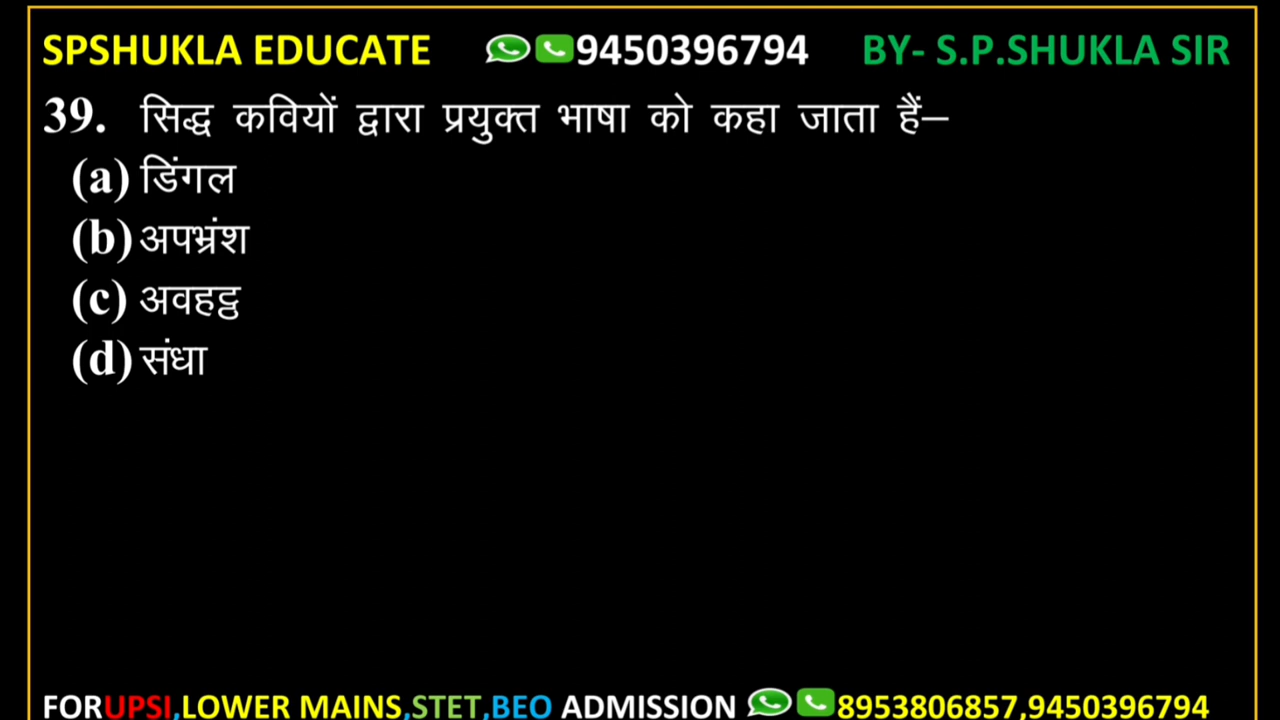 SPSHUKLA EDUCATE 9450396794 BY- S.P.SHUKLA SIR
39. सिद्ध कवियों द्वारा प्रयुक्त भाषा को कहा जाता हैं–
(a) डिंगल
(b) अपभ्रंश
(c) अवहट्ठ
(d) संधा
FORUPSI,LOWER MAINS,STET,BEO ADMISSION 8953806857,9450396794